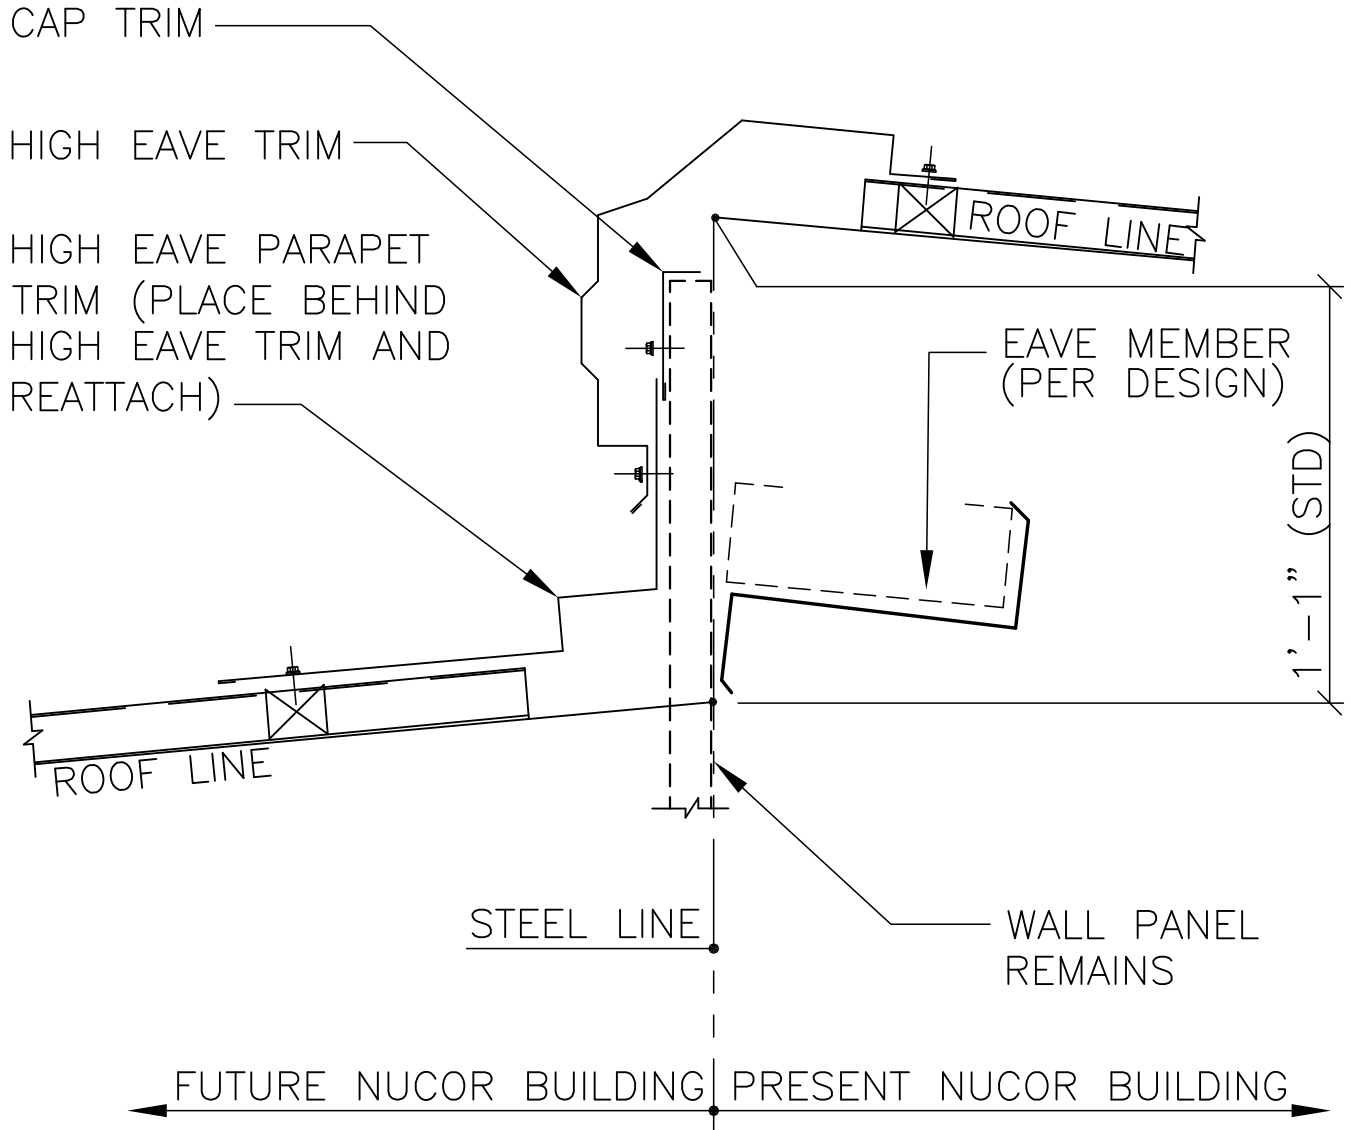 CAP TRIM
HIGH EAVE TRIM
HIGH EAVE PARAPET
TRIM (PLACE BEHIND
HIGH EAVE TRIM AND
REATTACH)
ROOF LINE
EAVE MEMBER
(PER DESIGN)
1'-1" (STD)
ROOF LINE
STEEL LINE
WALL PANEL
REMAINS
FUTURE NUCOR BUILDING
PRESENT NUCOR BUILDING